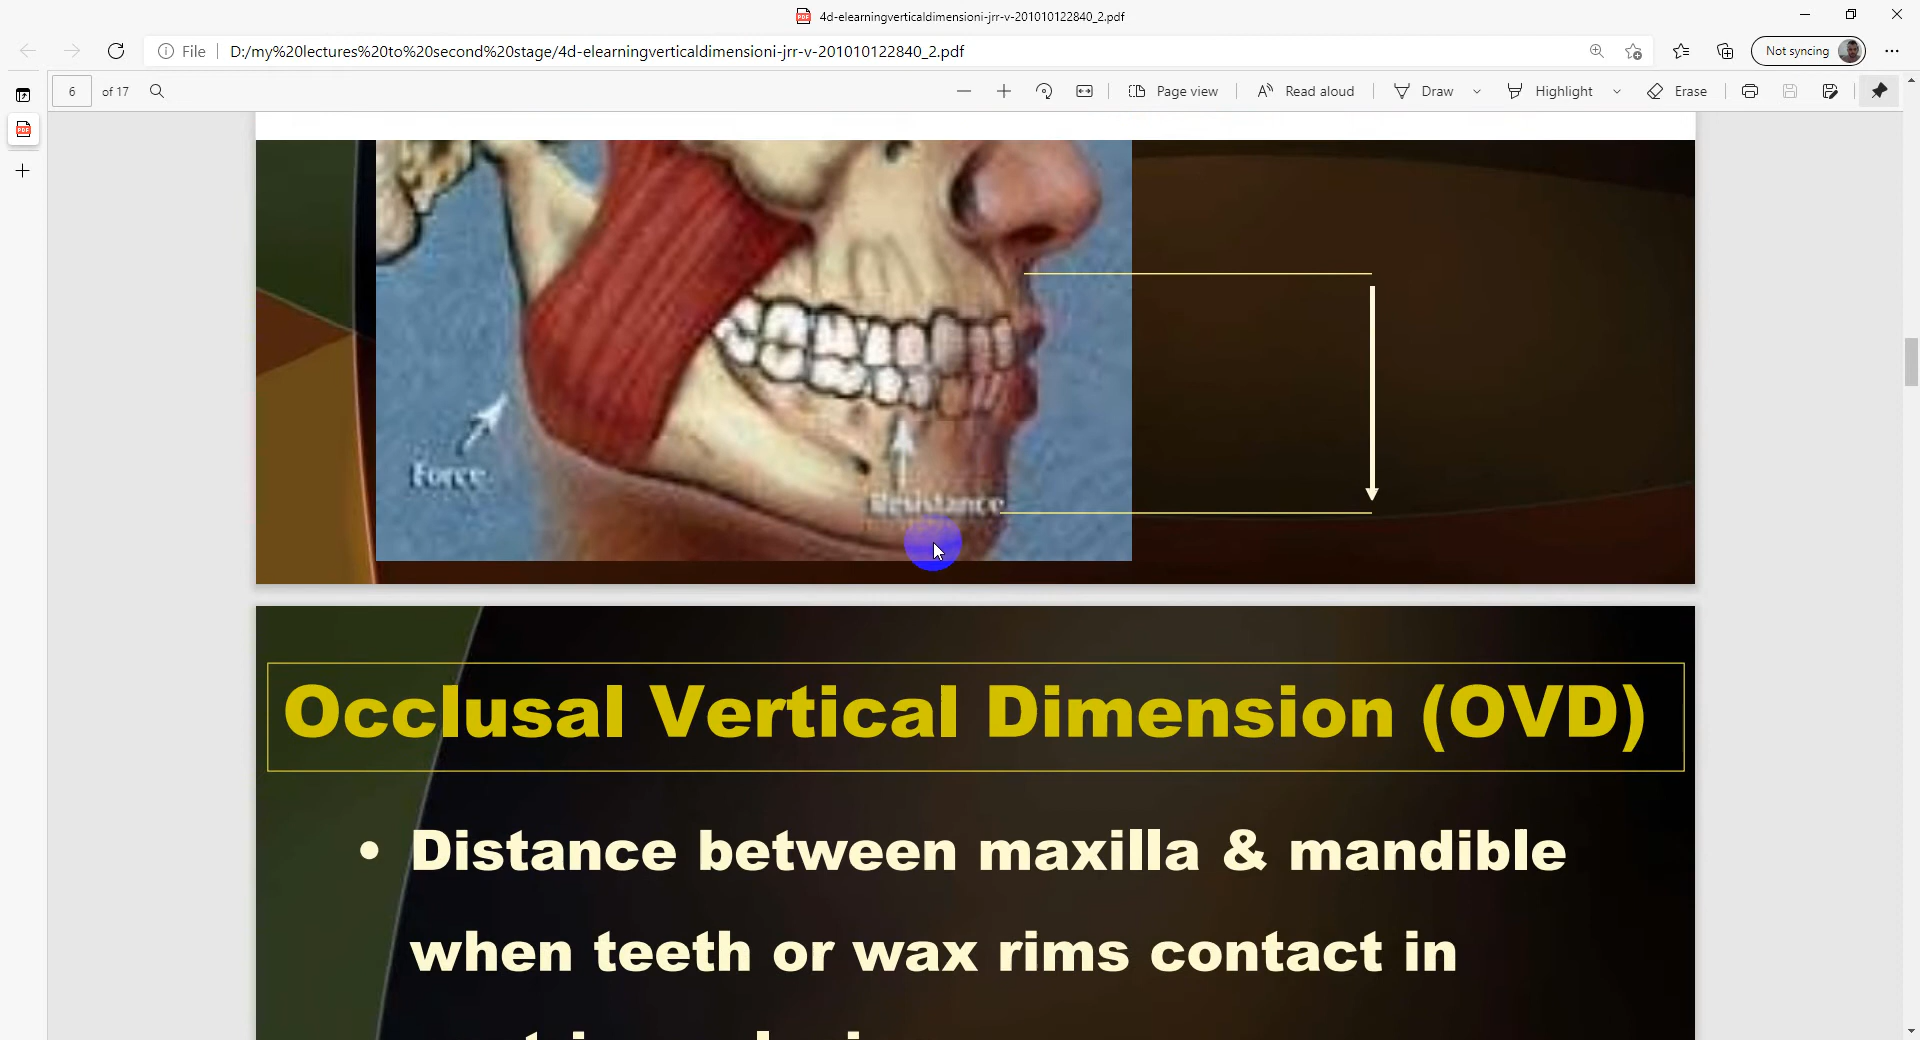 4d-elearningverticaldimensioni-jrr-v-201010122840_2.pdf
File
D:/my%20lectures%20to%20second%20stage/4d-elearningverticaldimensioni-jrr-v-201010122840_2.pdf
Not syncing
6 of 17
Page view
Read aloud
Draw
Highlight
Erase
Force
Resistance
Occlusal Vertical Dimension (OVD)
• Distance between maxilla & mandible
when teeth or wax rims contact in